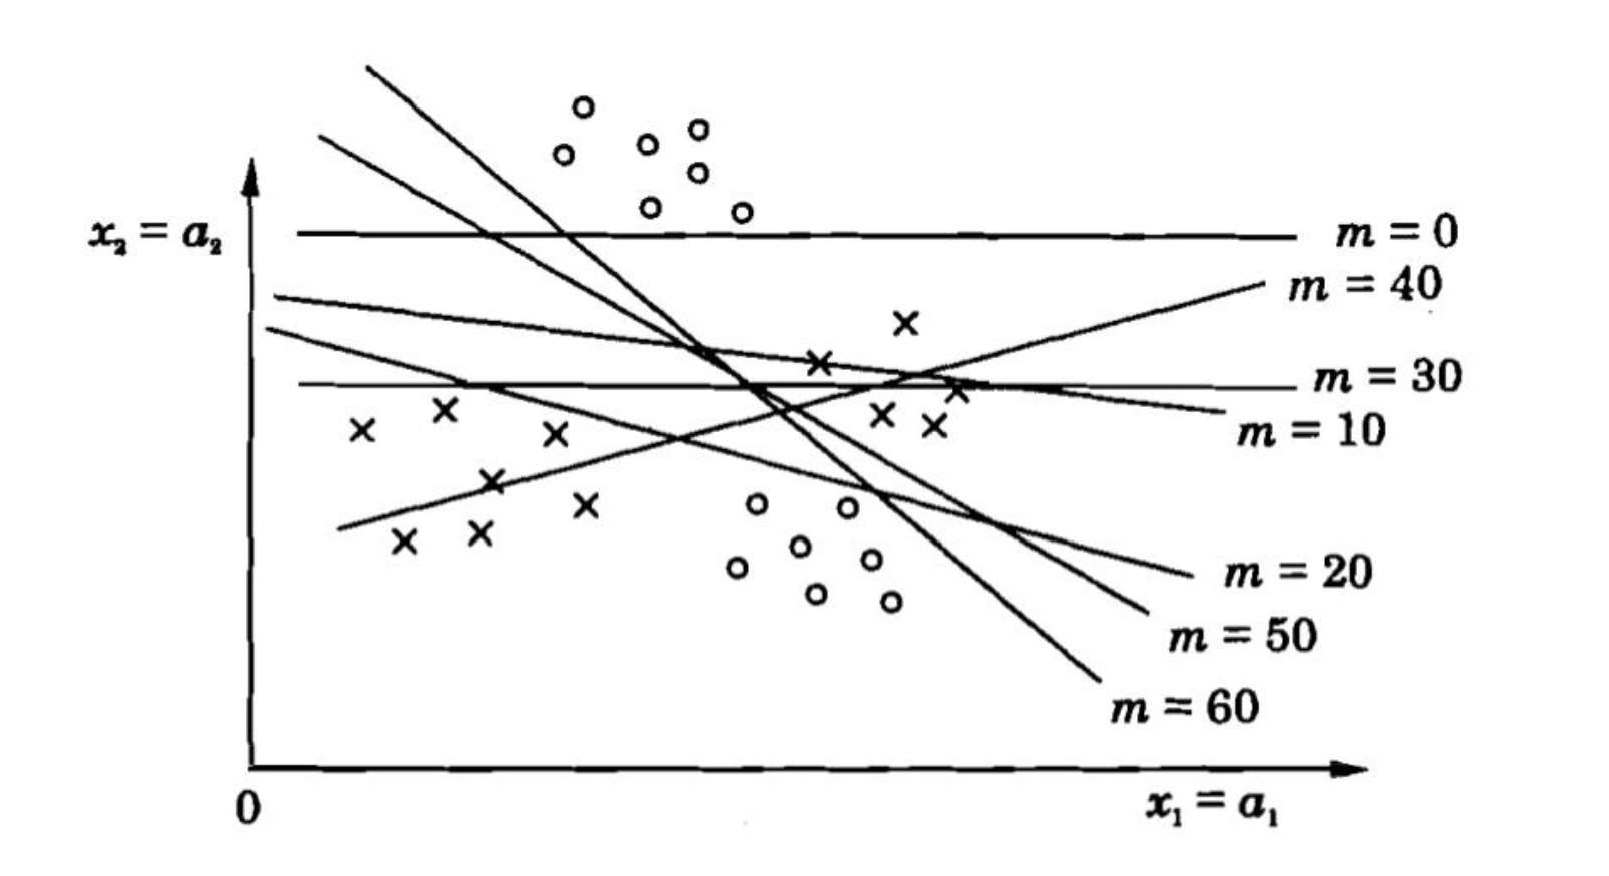 x₂ = a₂
m = 0
m = 40
m = 30
m = 10
m = 20
m = 50
m = 60
0
x₁ = a₁